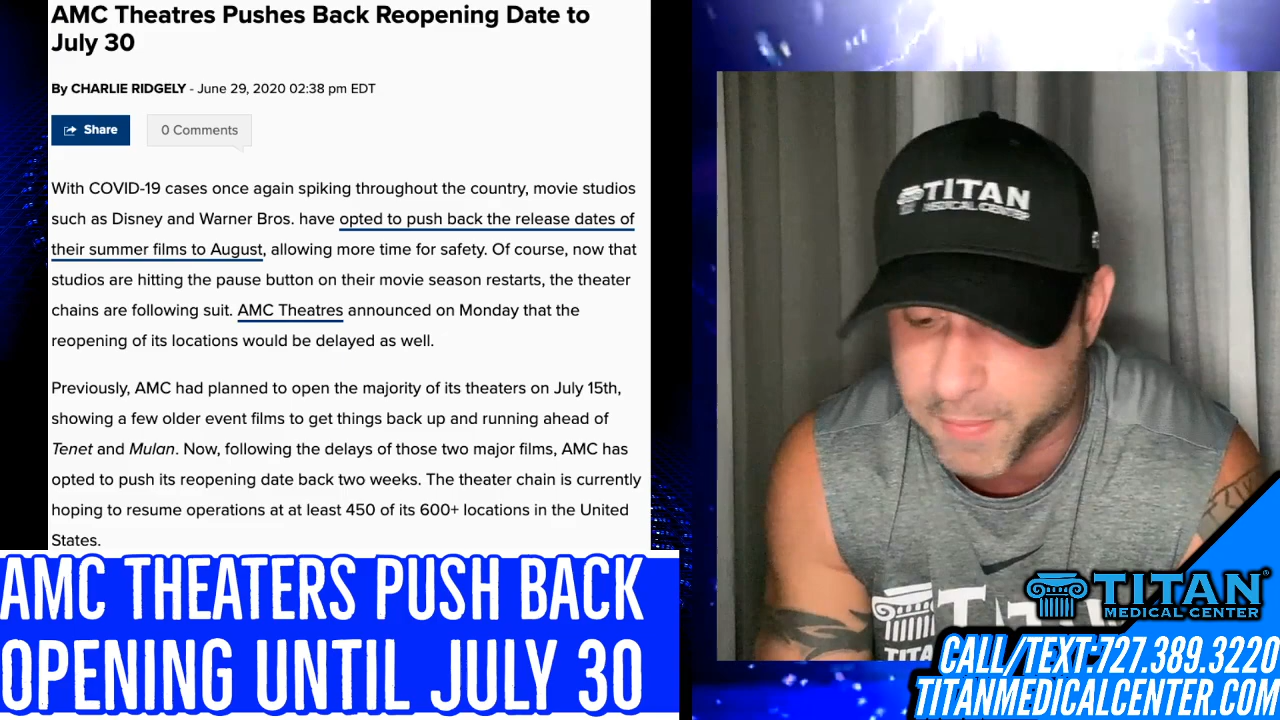 AMC Theatres Pushes Back Reopening Date to
July 30
By CHARLIE RIDGELY - June 29, 2020 02:38 pm EDT
Share
0 Comments
With COVID-19 cases once again spiking throughout the country, movie studios
such as Disney and Warner Bros. have opted to push back the release dates of
their summer films to August, allowing more time for safety. Of course, now that
studios are hitting the pause button on their movie season restarts, the theater
chains are following suit. AMC Theatres announced on Monday that the
reopening of its locations would be delayed as well.
Previously, AMC had planned to open the majority of its theaters on July 15th,
showing a few older event films to get things back up and running ahead of
Tenet and Mulan. Now, following the delays of those two major films, AMC has
opted to push its reopening date back two weeks. The theater chain is currently
hoping to resume operations at at least 450 of its 600+ locations in the United
States.
AMC THEATERS PUSH BACK
OPENING UNTIL JULY 30
TITAN
MEDICAL CENTER
TITAN
TITAN®
MEDICAL CENTER
CALL/TEXT:727.389.3220
TITANMEDICALCENTER.COM